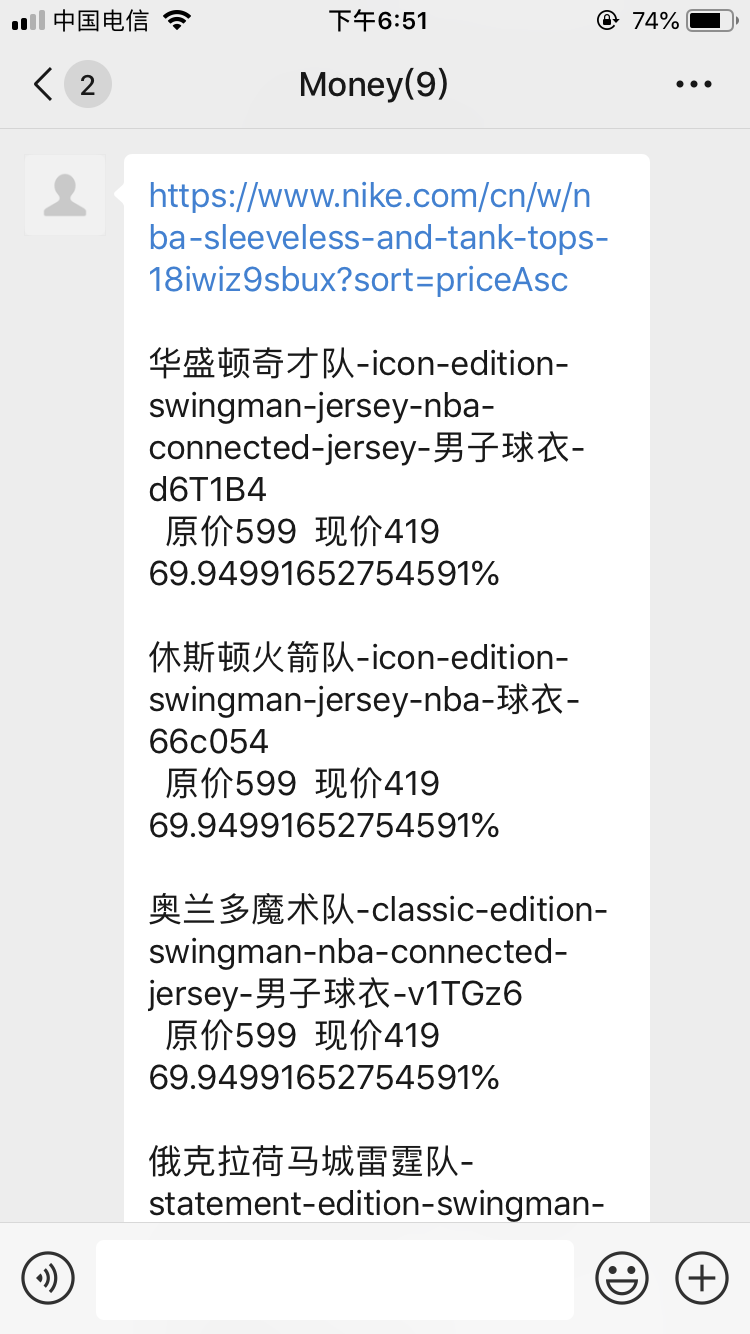 中国电信 下午6:51 74%
2 Money(9)
https://www.nike.com/cn/w/n
ba-sleeveless-and-tank-tops-
18iwiz9sbux?sort=priceAsc
华盛顿奇才队-icon-edition-
swingman-jersey-nba-
connected-jersey-男子球衣-
d6T1B4
原价599 现价419
69.94991652754591%
休斯顿火箭队-icon-edition-
swingman-jersey-nba-球衣-
66c054
原价599 现价419
69.94991652754591%
奥兰多魔术队-classic-edition-
swingman-nba-connected-
jersey-男子球衣-v1TGz6
原价599 现价419
69.94991652754591%
俄克拉荷马城雷霆队-
statement-edition-swingman-